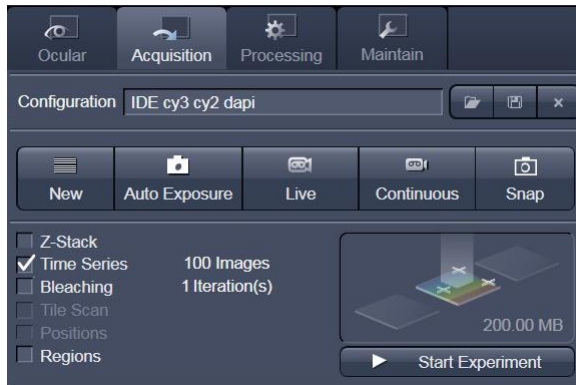 Ocular Acquisition Processing Maintain
Configuration IDE cy3 cy2 dapi
New Auto Exposure Live Continuous Snap
Z-Stack
Time Series 100 Images
Bleaching 1 Iteration(s)
Tile Scan
Positions
Regions
200.00 MB
Start Experiment